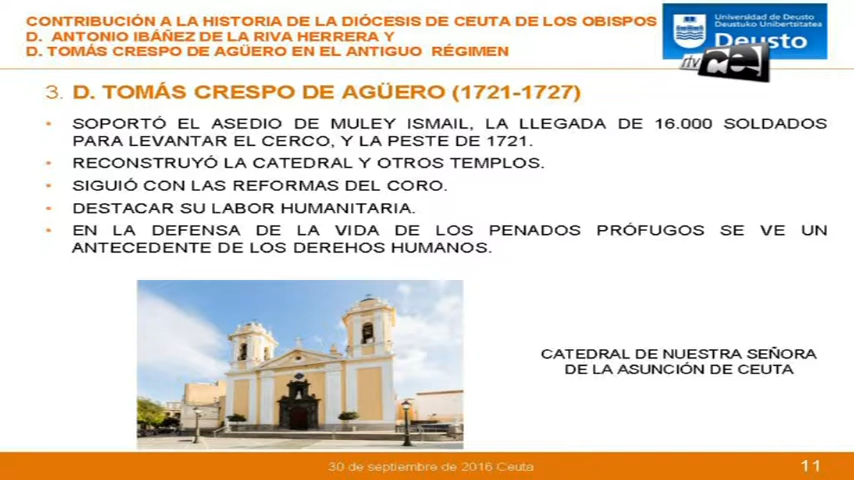 CONTRIBUCIÓN A LA HISTORIA DE LA DIÓCESIS DE CEUTA DE LOS OBISPOS
D. ANTONIO IBÁÑEZ DE LA RIVA HERRERA Y
D. TOMÁS CRESPO DE AGÜERO EN EL ANTIGUO RÉGIMEN
Universidad de Deusto
Deustuko Unibertsitatea
Deusto
rtvce
3. D. TOMÁS CRESPO DE AGÜERO (1721-1727)
• SOPORTÓ EL ASEDIO DE MULEY ISMAIL, LA LLEGADA DE 16.000 SOLDADOS
PARA LEVANTAR EL CERCO, Y LA PESTE DE 1721.
• RECONSTRUYÓ LA CATEDRAL Y OTROS TEMPLOS.
• SIGUIÓ CON LAS REFORMAS DEL CORO.
• DESTACAR SU LABOR HUMANITARIA.
• EN LA DEFENSA DE LA VIDA DE LOS PENADOS PRÓFUGOS SE VE UN
ANTECEDENTE DE LOS DEREHOS HUMANOS.
CATEDRAL DE NUESTRA SEÑORA
DE LA ASUNCIÓN DE CEUTA
30 de septiembre de 2016 Ceuta
11